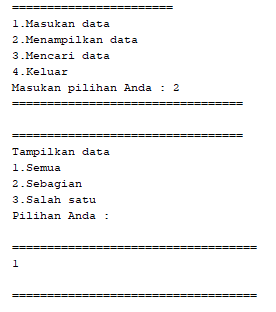 =======================
1.Masukan data
2.Menampilkan data
3.Mencari data
4.Keluar
Masukan pilihan Anda : 2
=================================
=================================
Tampilkan data
1.Semua
2.Sebagian
3.Salah satu
Pilihan Anda :
===================================
1
===================================